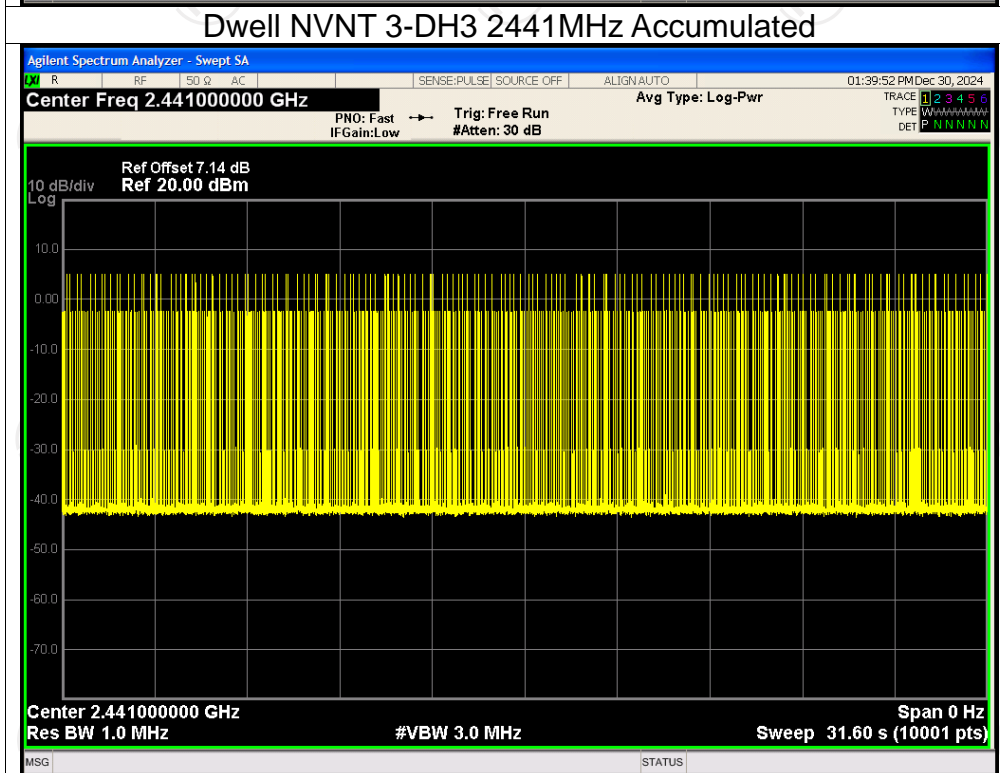 Dwell NVNT 3-DH3 2441MHz Accumulated
Agilent Spectrum Analyzer - Swept SA
LXI R RF 50 Ω AC SENSE:PULSE SOURCE OFF ALIGN AUTO 01:39:52 PM Dec 30, 2024
Center Freq 2.441000000 GHz Avg Type: Log-Pwr TRACE 1 2 3 4 5 6
PNO: Fast Trig: Free Run TYPE WWWWWW
IFGain:Low #Atten: 30 dB DET P N N N N N
Ref Offset 7.14 dB
10 dB/div Ref 20.00 dBm
Log
10.0
0.00
-10.0
-20.0
-30.0
-40.0
-50.0
-60.0
-70.0
Center 2.441000000 GHz Span 0 Hz
Res BW 1.0 MHz #VBW 3.0 MHz Sweep 31.60 s (10001 pts)
MSG STATUS